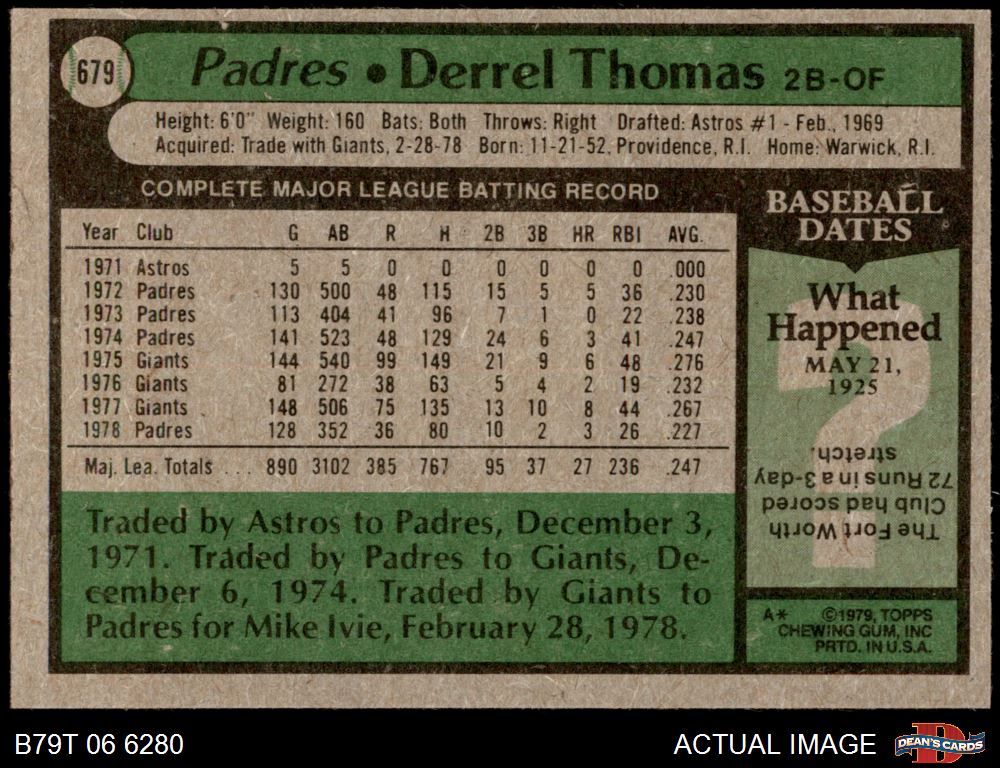 679
Padres • Derrel Thomas 2B-OF
Height: 6'0" Weight: 160 Bats: Both Throws: Right Drafted: Astros #1 - Feb., 1969
Acquired: Trade with Giants, 2-28-78 Born: 11-21-52, Providence, R.I. Home: Warwick, R.I.
COMPLETE MAJOR LEAGUE BATTING RECORD
Year Club G AB R H 2B 3B HR RBI AVG.
1971 Astros 5 5 0 0 0 0 0 0 .000
1972 Padres 130 500 48 115 15 5 5 36 .230
1973 Padres 113 404 41 96 7 1 0 22 .238
1974 Padres 141 523 48 129 24 6 3 41 .247
1975 Giants 144 540 99 149 21 9 6 48 .276
1976 Giants 81 272 38 63 5 4 2 19 .232
1977 Giants 148 506 75 135 13 10 8 44 .267
1978 Padres 128 352 36 80 10 2 3 26 .227
Maj. Lea. Totals ... 890 3102 385 767 95 37 27 236 .247
Traded by Astros to Padres, December 3,
1971. Traded by Padres to Giants, De-
cember 6, 1974. Traded by Giants to
Padres for Mike Ivie, February 28, 1978.
BASEBALL
DATES
What
Happened
MAY 21,
1925
The Fort Worth
Club had scored
72 Runs in a 3-day
stretch.
A* ©1979, TOPPS
CHEWING GUM, INC
PRTD. IN U.S.A.
B79T 06 6280
ACTUAL IMAGE
DEAN'S CARDS